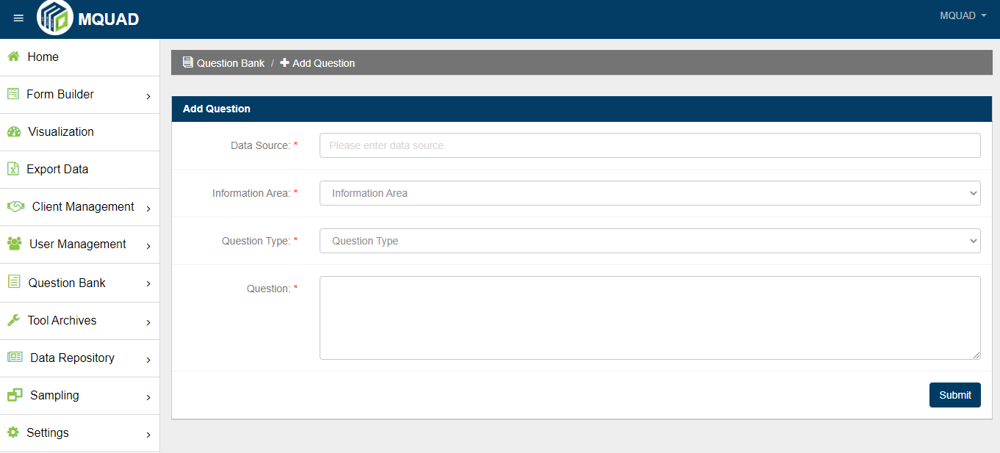 MQUAD
MQUAD
Home
Form Builder
Visualization
Export Data
Client Management
User Management
Question Bank
Tool Archives
Data Repository
Sampling
Settings
Question Bank / Add Question
Add Question
Data Source: *
Please enter data source.
Information Area: *
Information Area
Question Type: *
Question Type
Question: *
Submit